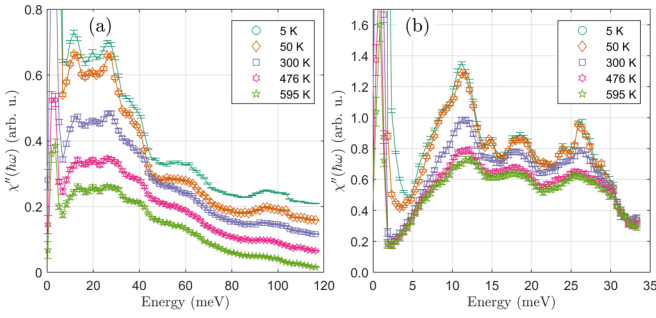 (a)
5 K
50 K
300 K
476 K
595 K
χ″(ℏω) (arb. u.)
0.8
0.6
0.4
0.2
0
0 20 40 60 80 100 120
Energy (meV)
(b)
5 K
50 K
300 K
476 K
595 K
χ″(ℏω) (arb. u.)
1.6
1.4
1.2
1.0
0.8
0.6
0.4
0.2
0
0 5 10 15 20 25 30 35
Energy (meV)